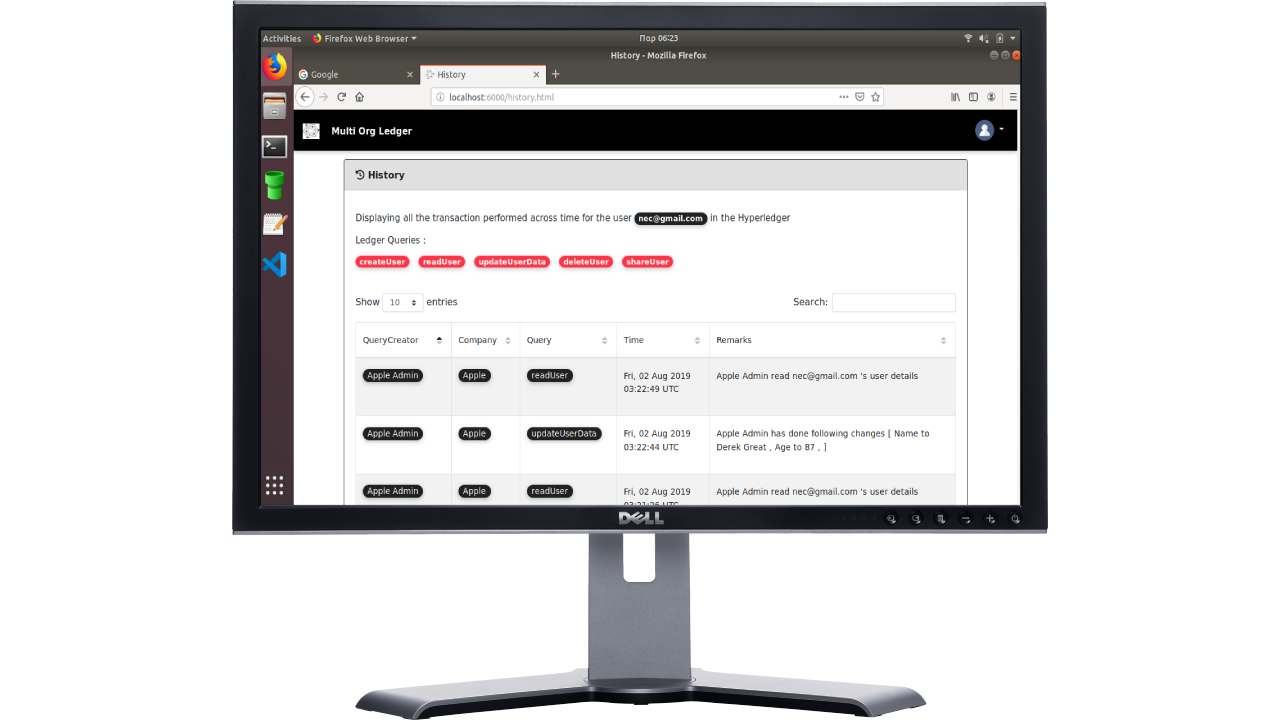 Activities Firefox Web Browser Пар 06:23
History - Mozilla Firefox
Google History
localhost:6000/history.html
Multi Org Ledger
History
Displaying all the transaction performed across time for the user nec@gmail.com in the Hyperledger
Ledger Queries :
createUser readUser updateUserData deleteUser shareUser
Show 10 entries Search:
QueryCreator Company Query Time Remarks
Apple Admin Apple readUser Fri, 02 Aug 2019 Apple Admin read nec@gmail.com 's user details
03:22:49 UTC
Apple Admin Apple updateUserData Fri, 02 Aug 2019 Apple Admin has done following changes [ Name to
03:22:44 UTC Derek Great , Age to 87 , ]
Apple Admin Apple readUser Fri, 02 Aug 2019 Apple Admin read nec@gmail.com 's user details
DELL